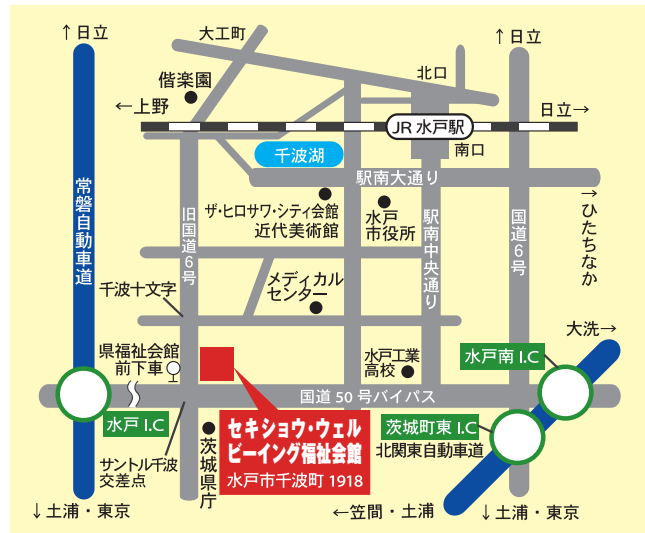 ↑日立
大工町
↑日立
北口
偕楽園
←上野
日立→
JR 水戸駅
南口
千波湖
駅南大通り
常磐自動車道
ザ・ヒロサワ・シティ会館
近代美術館
水戸
市役所
旧国道6号
駅南中央通り
国道6号
→ひたちなか
メディカル
センター
千波十文字
大洗→
県福祉会館
前下車
水戸工業
高校
水戸南 I.C
国道 50 号バイパス
水戸 I.C
セキショウ・ウェル
ビーイング福祉会館
水戸市千波町 1918
茨城町東 I.C
北関東自動車道
サントル千波
交差点
茨城県庁
↓土浦・東京
←笠間・土浦
↓土浦・東京